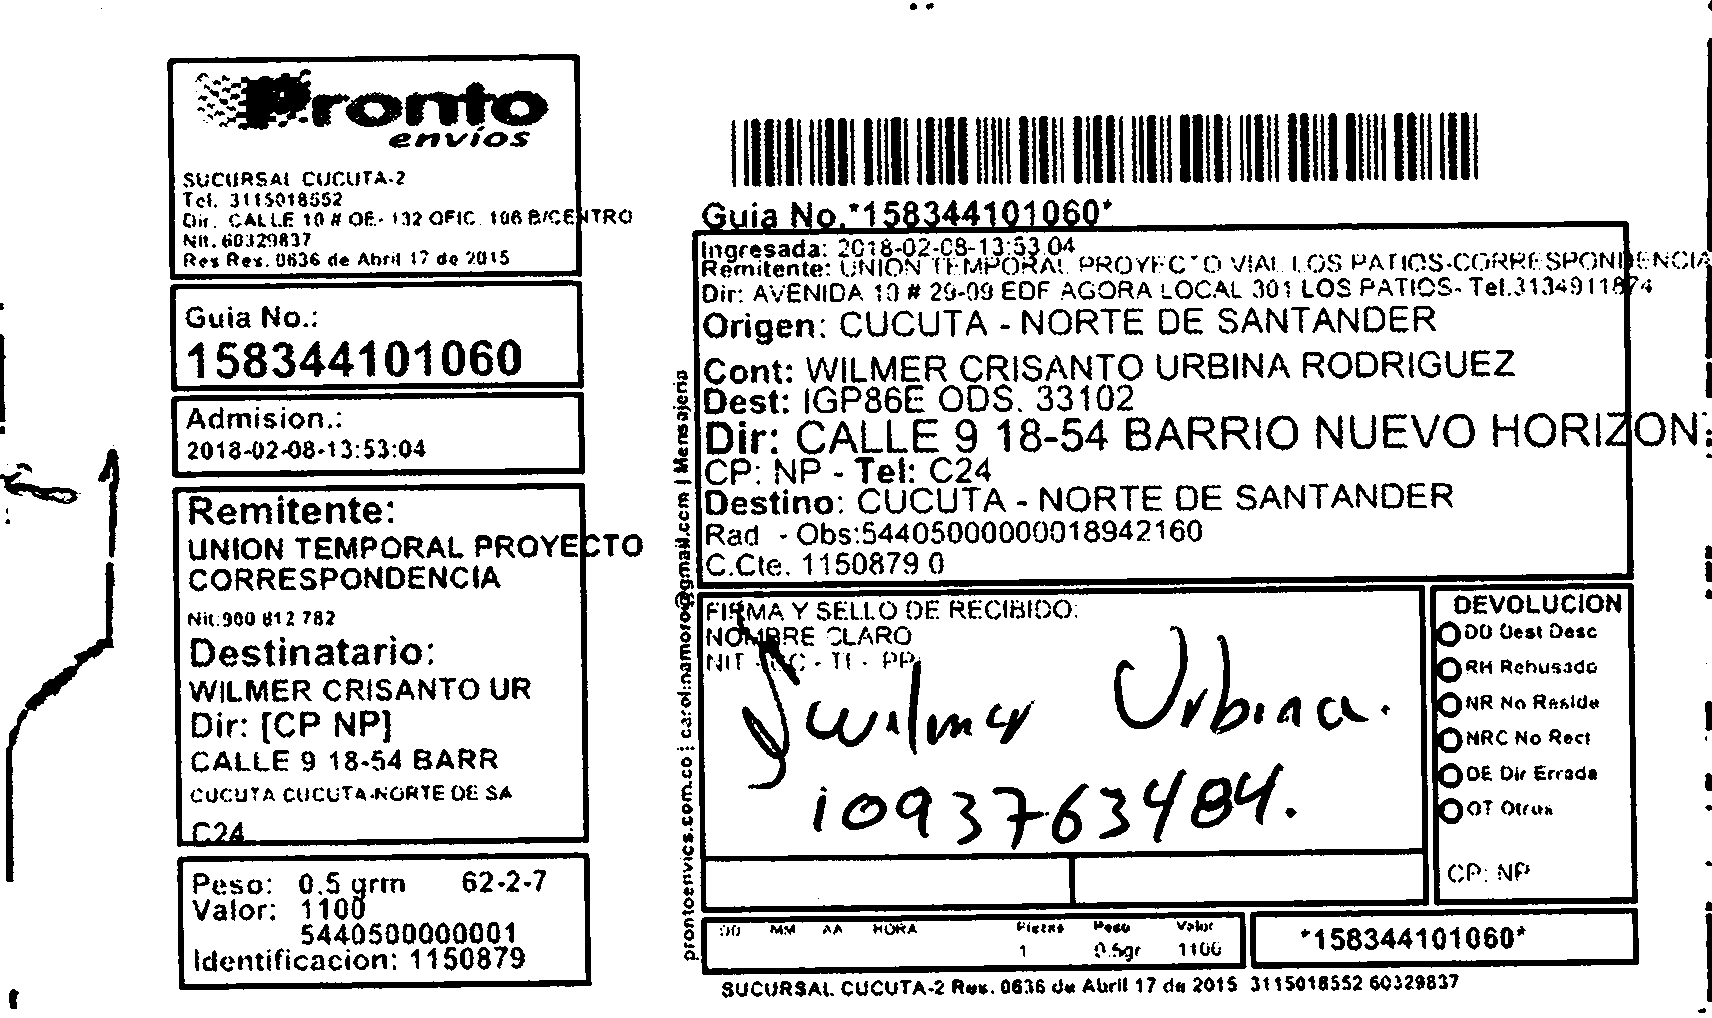 Pronto
envíos
SUCURSAL CUCUTA-2
Tel. 3115018552
Dir. CALLE 10 # OE- 132 OFIC. 106 B/CENTRO
Nit. 60329837
Res Res. 0636 de Abril 17 de 2015
Guia No.:
158344101060
Admision.:
2018-02-08-13:53:04
Remitente:
UNION TEMPORAL PROYECTO
CORRESPONDENCIA
Nit:900 812 782
Destinatario:
WILMER CRISANTO UR
Dir: [CP NP]
CALLE 9 18-54 BARR
CUCUTA CUCUTA-NORTE DE SA
C24
Peso: 0.5 grm 62-2-7
Valor: 1100
5440500000001
Identificacion: 1150879
prontoenvios.com.co | carolinamoro@gmail.com | Mensajeria
Guia No.*158344101060*
Ingresada: 2018-02-08-13:53:04
Remitente: UNION TEMPORAL PROYECTO VIAL LOS PATIOS-CORRESPONDENCIA
Dir: AVENIDA 10 # 29-09 EDF AGORA LOCAL 301 LOS PATIOS- Tel.3134911874
Origen: CUCUTA - NORTE DE SANTANDER
Cont: WILMER CRISANTO URBINA RODRIGUEZ
Dest: IGP86E ODS. 33102
Dir: CALLE 9 18-54 BARRIO NUEVO HORIZON
CP: NP - Tel: C24
Destino: CUCUTA - NORTE DE SANTANDER
Rad - Obs:54405000000018942160
C.Cte. 1150879 0
FIRMA Y SELLO DE RECIBIDO:
NOMBRE CLARO
NIT - CC - TI - PP
Wilmer Urbina.
1093763484.
DEVOLUCION
DD Dest Desc
RH Rehusado
NR No Reside
NRC No Recl
DE Dir Errada
OT Otros
CP: NP
DD MM AA HORA Piezas Peso Valor
1 0.5gr 1100
*158344101060*
SUCURSAL CUCUTA-2 Res. 0636 de Abril 17 de 2015 3115018552 60329837